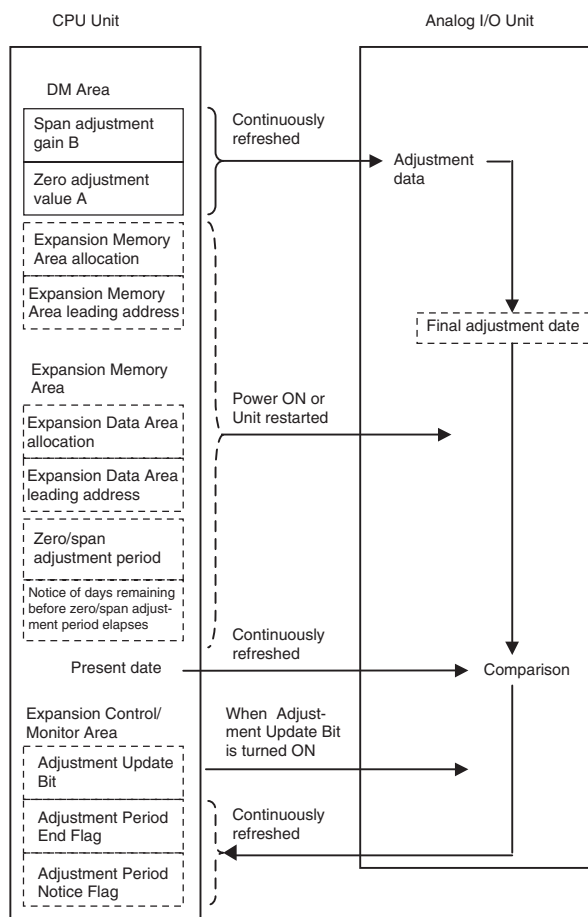 CPU Unit
Analog I/O Unit
DM Area
Span adjustment
gain B
Continuously
refreshed
Zero adjustment
value A
Adjustment
data
Expansion Memory
Area allocation
Expansion Memory
Area leading address
Final adjustment date
Expansion Memory
Area
Power ON or
Unit restarted
Expansion Data Area
allocation
Expansion Data Area
leading address
Zero/span
adjustment period
Notice of days remaining
before zero/span adjust-
ment period elapses
Continuously
refreshed
Present date
Comparison
Expansion Control/
Monitor Area
When Adjust-
ment Update Bit
is turned ON
Adjustment Update
Bit
Adjustment Period
End Flag
Continuously
refreshed
Adjustment Period
Notice Flag